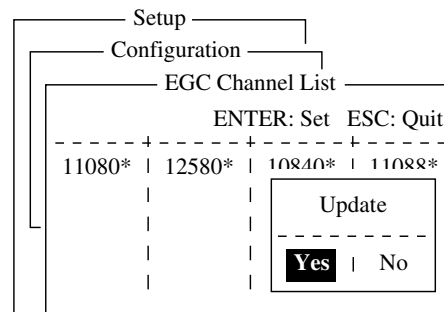 Setup
Configuration
EGC Channel List
ENTER: Set ESC: Quit
11080* 12580* 10840* 11088*
Update
Yes No